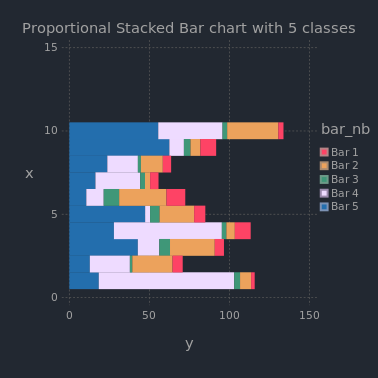 Proportional Stacked Bar chart with 5 classes
15
10
5
0
x
0 50 100 150
y
bar_nb
Bar 1
Bar 2
Bar 3
Bar 4
Bar 5